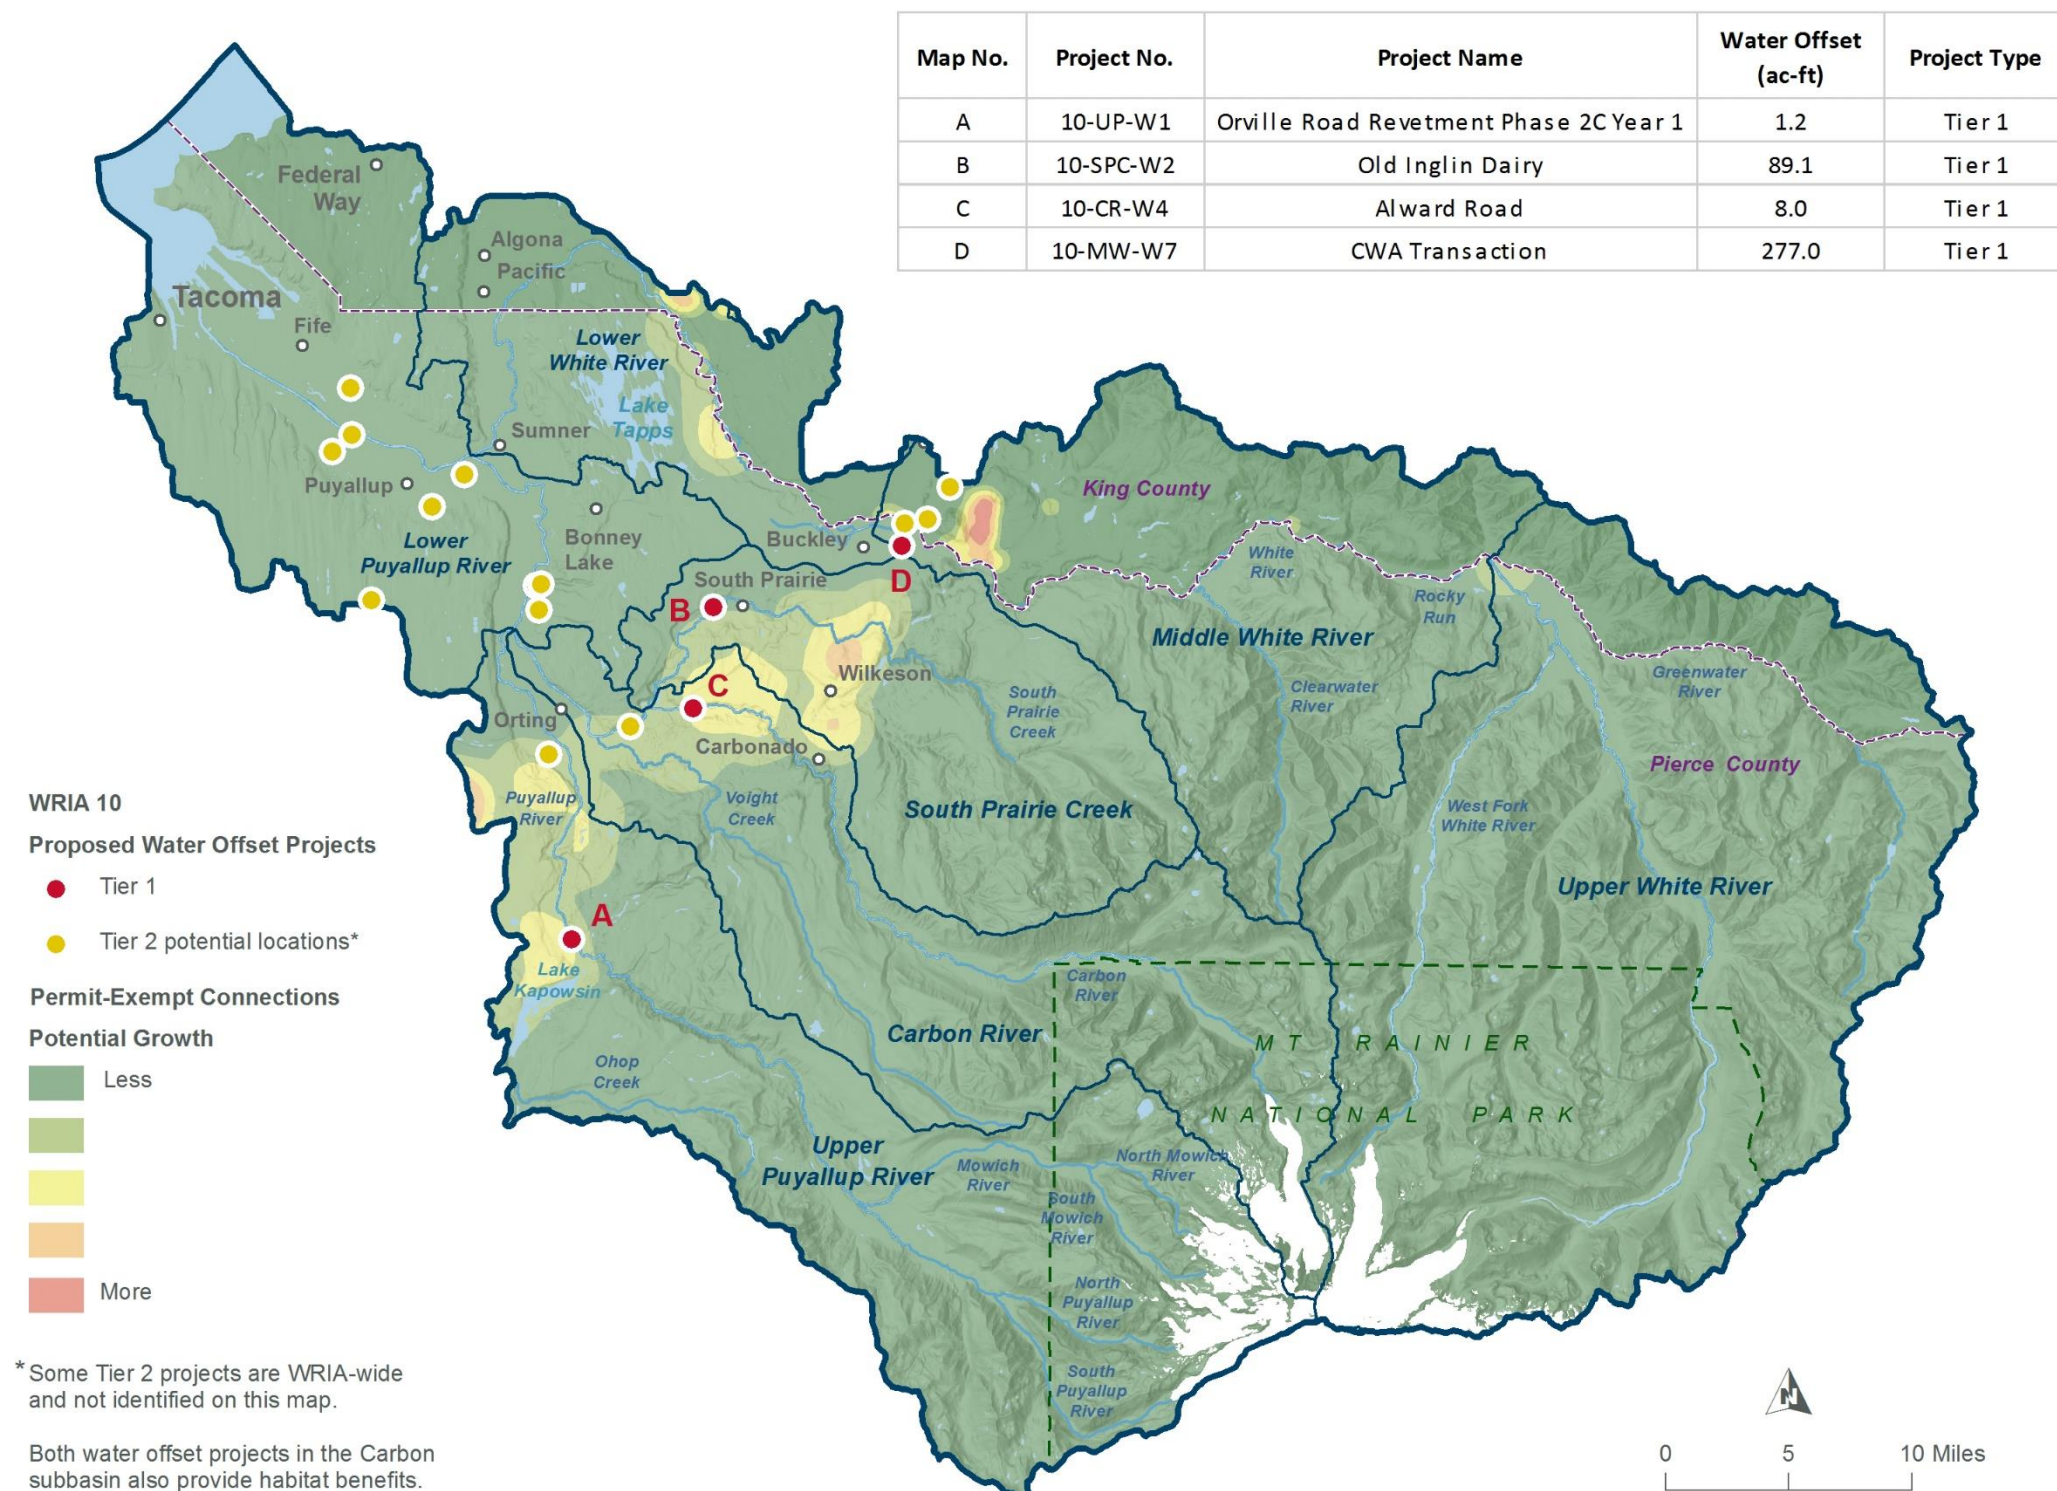 Map No. Project No. Project Name Water Offset (ac-ft) Project Type
A 10-UP-W1 Orville Road Revetment Phase 2C Year 1 1.2 Tier 1
B 10-SPC-W2 Old Inglin Dairy 89.1 Tier 1
C 10-CR-W4 Alward Road 8.0 Tier 1
D 10-MW-W7 CWA Transaction 277.0 Tier 1
Federal
Way
Algona
Pacific
Tacoma
Fife
Lower
White River
Lake
Tapps
Sumner
Puyallup
Lower
Puyallup River
Bonney
Lake
Buckley
South Prairie
King County
D
B
White
River
Rocky
Run
Middle White River
Wilkeson
C
South
Prairie
Creek
Clearwater
River
Greenwater
River
Orting
Carbonado
Pierce County
Puyallup
River
Voight
Creek
South Prairie Creek
West Fork
White River
Upper White River
A
Lake
Kapowsin
Carbon
River
Carbon River
MT RAINIER
NATIONAL PARK
Ohop
Creek
Upper
Puyallup River
Mowich
River
North Mowich
River
South
Mowich
River
North
Puyallup
River
South
Puyallup
River
WRIA 10
Proposed Water Offset Projects
Tier 1
Tier 2 potential locations*
Permit-Exempt Connections
Potential Growth
Less
More
* Some Tier 2 projects are WRIA-wide
and not identified on this map.
Both water offset projects in the Carbon
subbasin also provide habitat benefits.
N
0 5 10 Miles